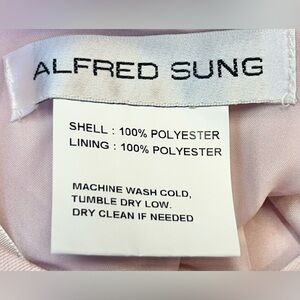 ALFRED SUNG
SHELL : 100% POLYESTER
LINING : 100% POLYESTER
MACHINE WASH COLD,
TUMBLE DRY LOW.
DRY CLEAN IF NEEDED